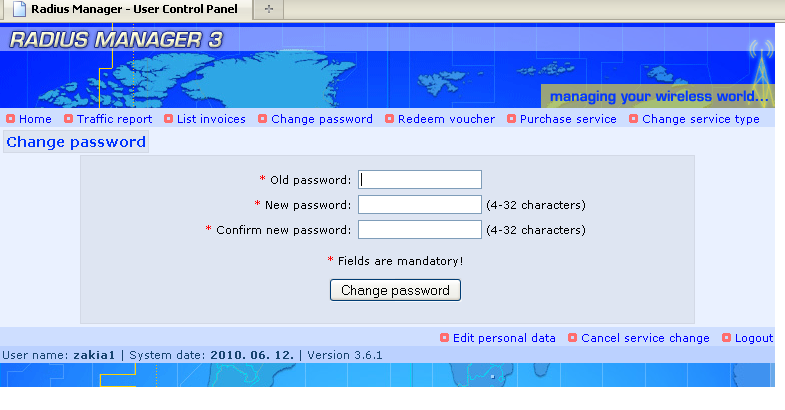 Radius Manager - User Control Panel
RADIUS MANAGER 3
managing your wireless world...
Home Traffic report List invoices Change password Redeem voucher Purchase service Change service type
Change password
* Old password:
* New password: (4-32 characters)
* Confirm new password: (4-32 characters)
* Fields are mandatory!
Change password
Edit personal data Cancel service change Logout
User name: zakia1 | System date: 2010. 06. 12. | Version 3.6.1